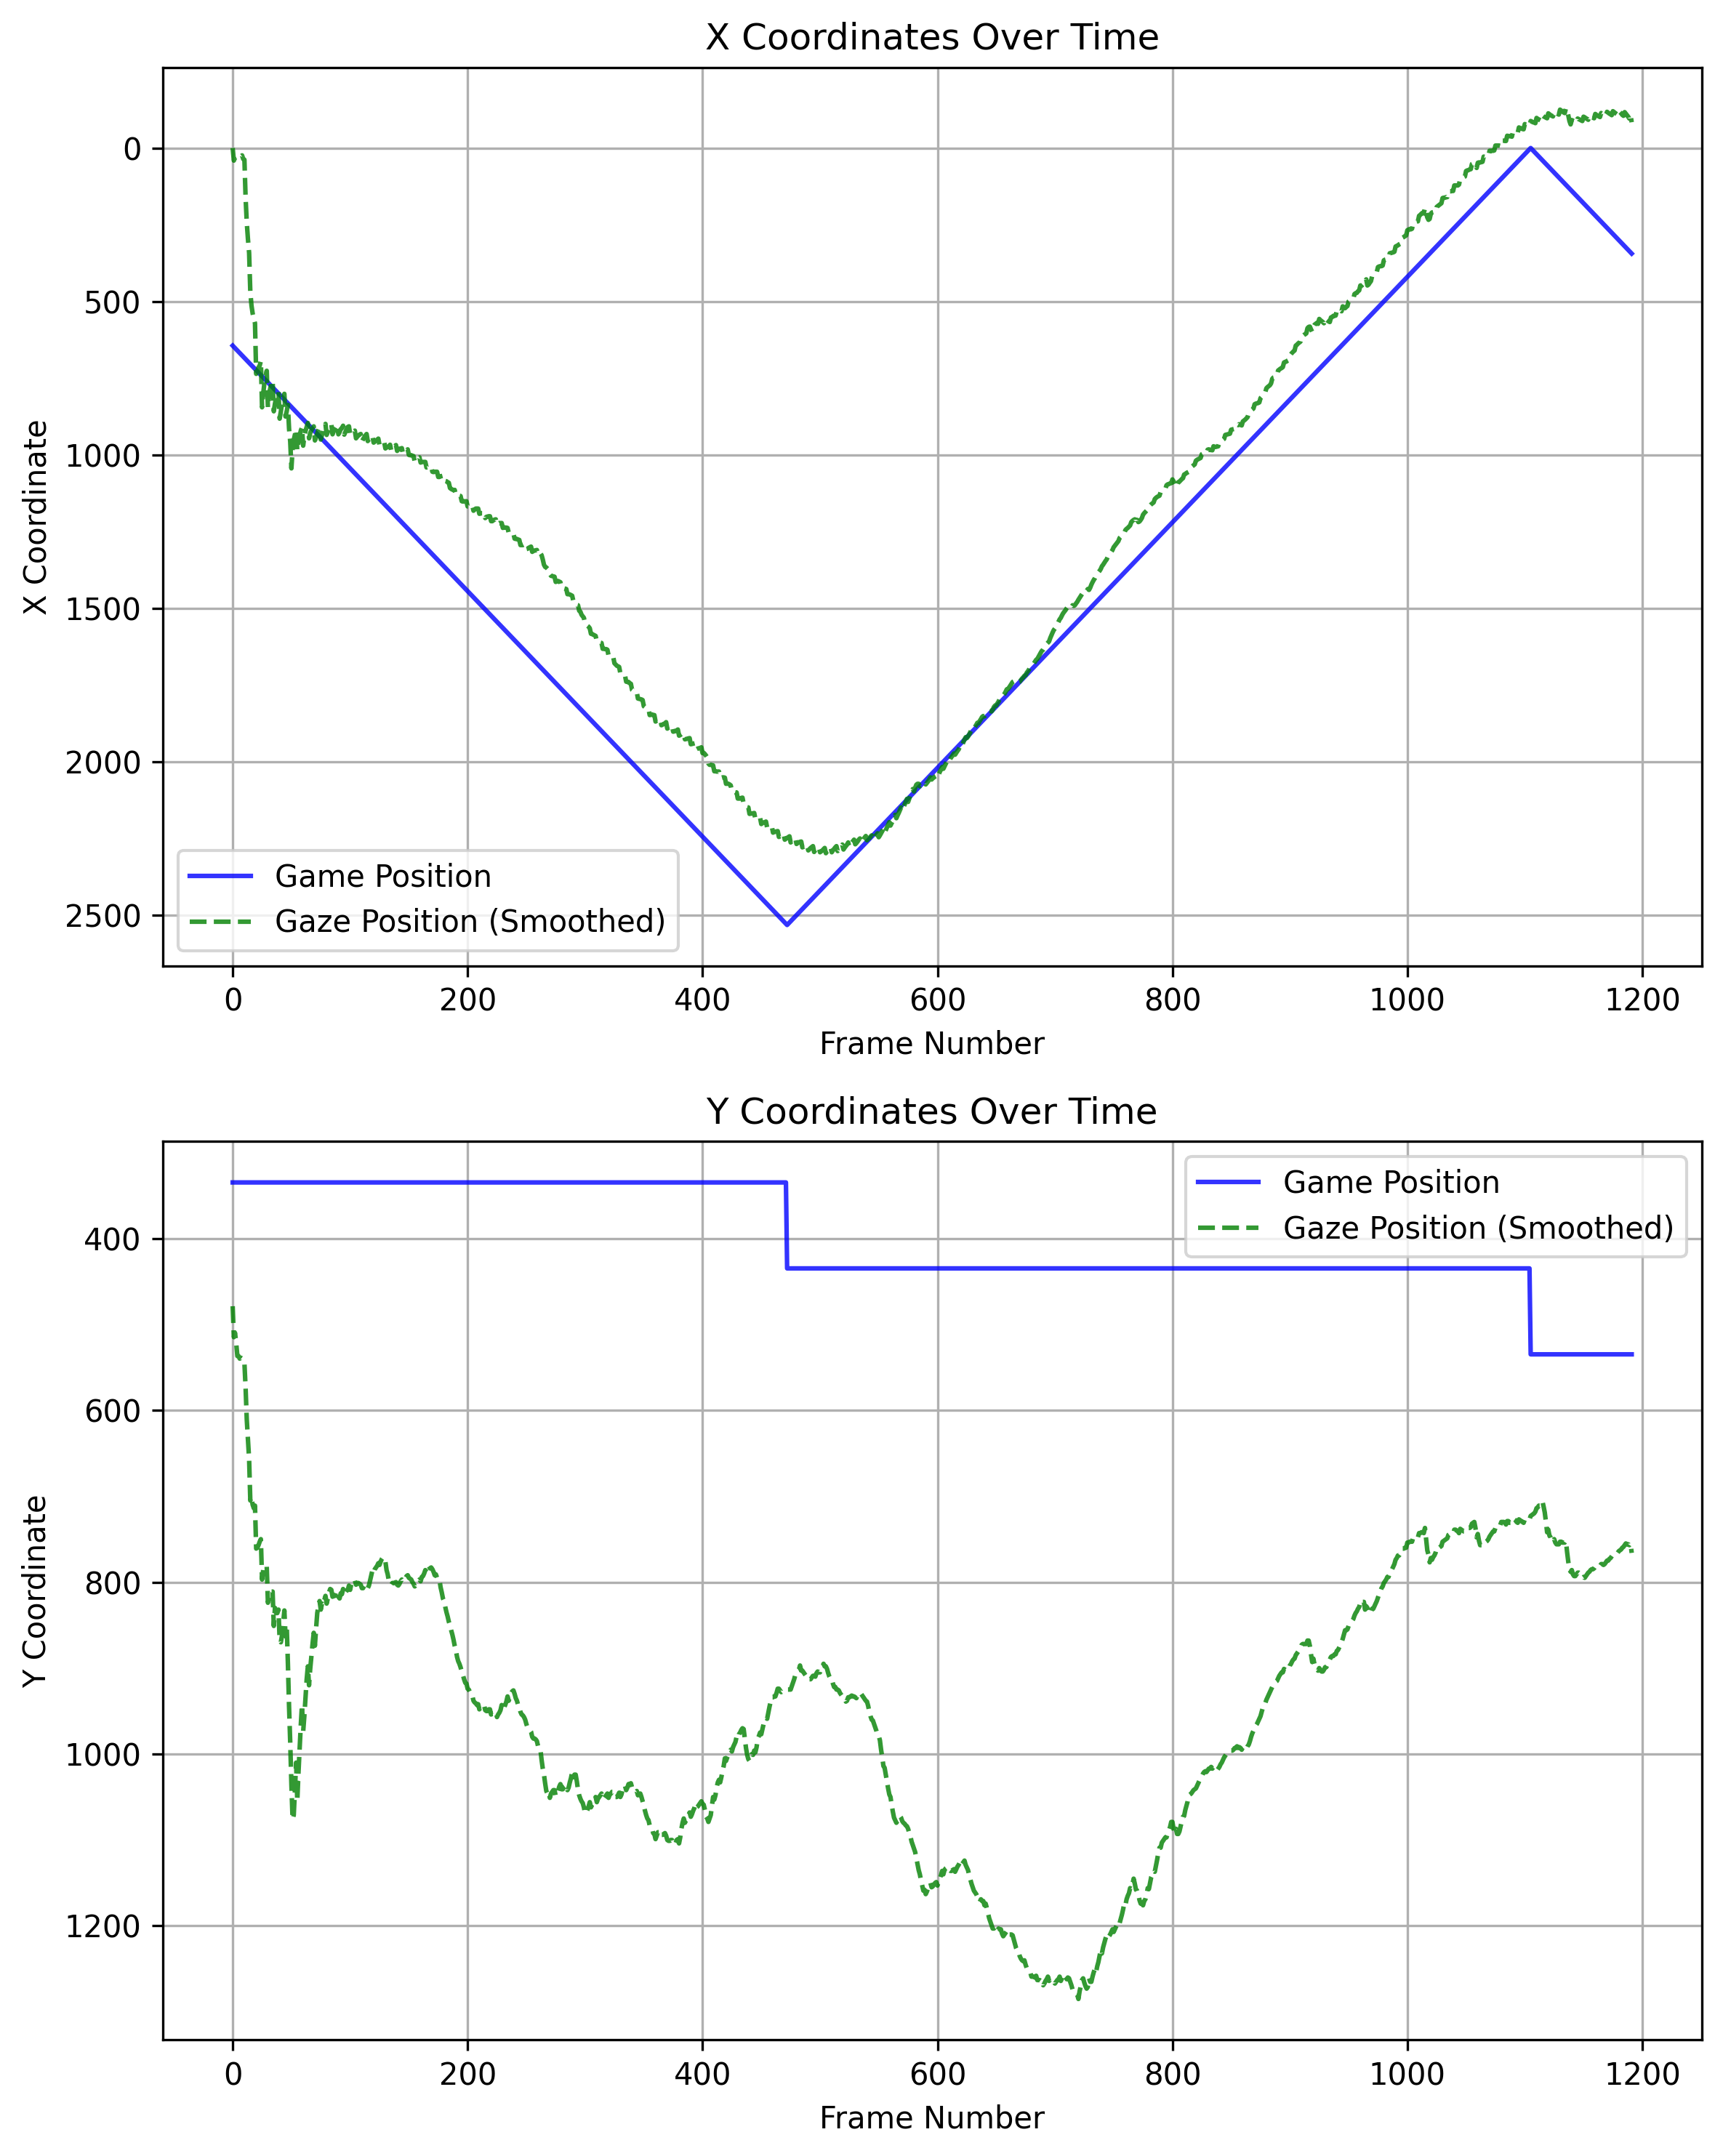 X Coordinates Over Time
0
500
1000
1500
2000
2500
X Coordinate
Game Position
Gaze Position (Smoothed)
0 200 400 600 800 1000 1200
Frame Number
Y Coordinates Over Time
400
600
800
1000
1200
Y Coordinate
Game Position
Gaze Position (Smoothed)
0 200 400 600 800 1000 1200
Frame Number